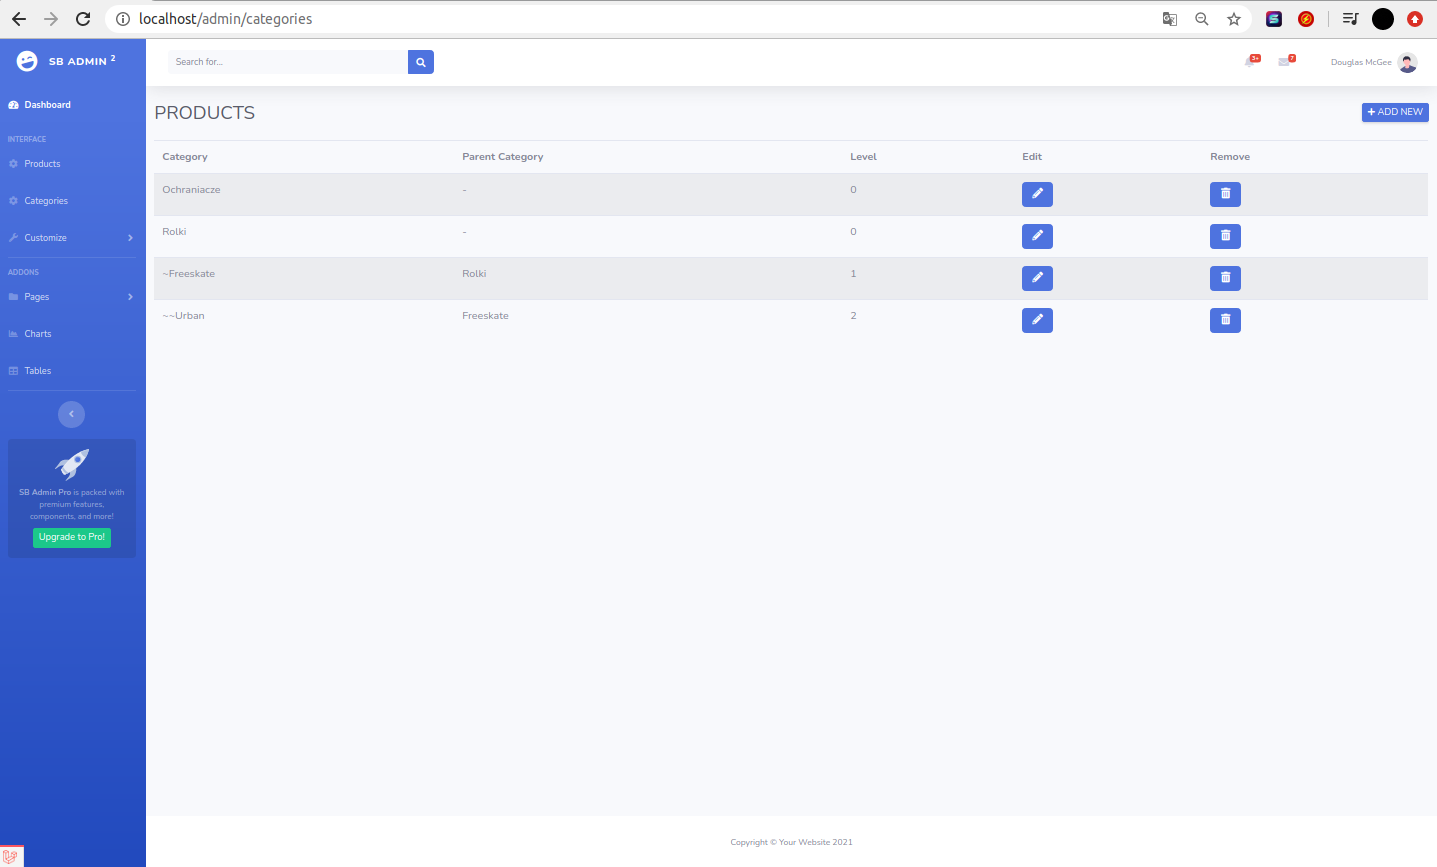 localhost/admin/categories
SB ADMIN 2
Search for...
3+
7
Douglas McGee
Dashboard
INTERFACE
Products
Categories
Customize
ADDONS
Pages
Charts
Tables
SB Admin Pro is packed with
premium features,
components, and more!
Upgrade to Pro!
PRODUCTS
ADD NEW
Category Parent Category Level Edit Remove
Ochraniacze - 0
Rolki - 0
~Freeskate Rolki 1
~~Urban Freeskate 2
Copyright © Your Website 2021